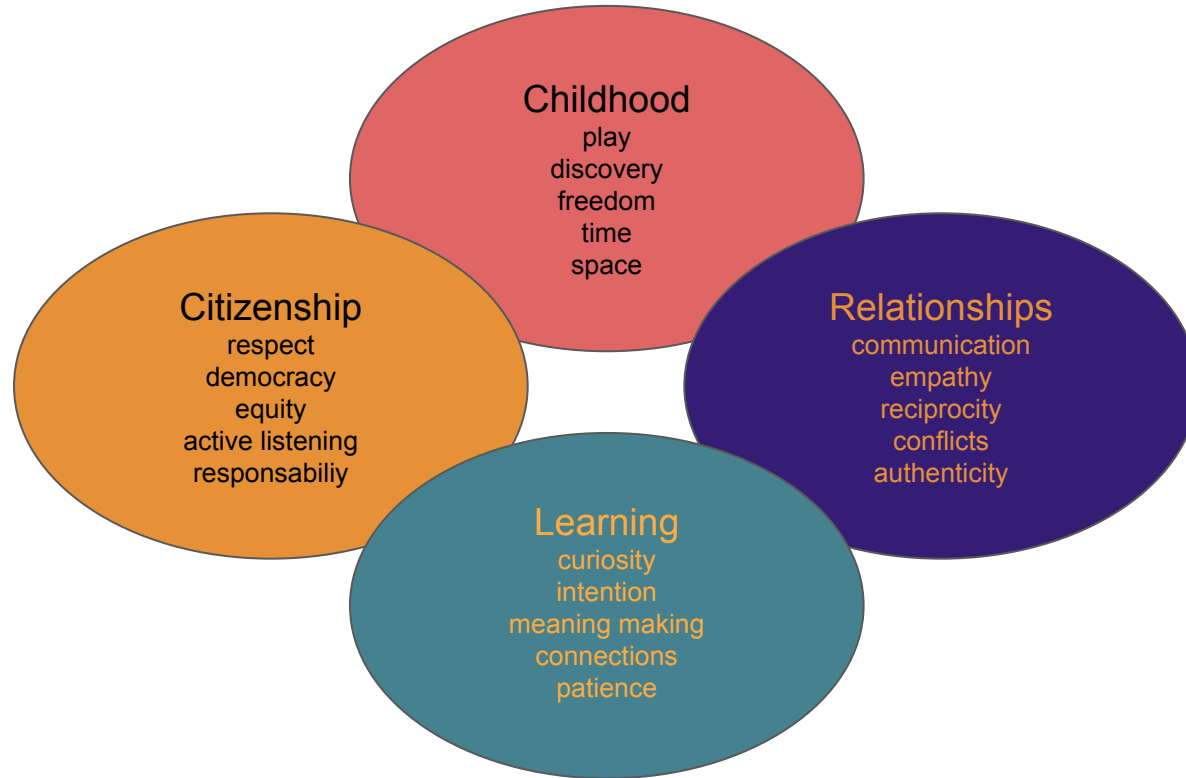 Childhood
play
discovery
freedom
time
space
Citizenship
respect
democracy
equity
active listening
responsabiliy
Relationships
communication
empathy
reciprocity
conflicts
authenticity
Learning
curiosity
intention
meaning making
connections
patience